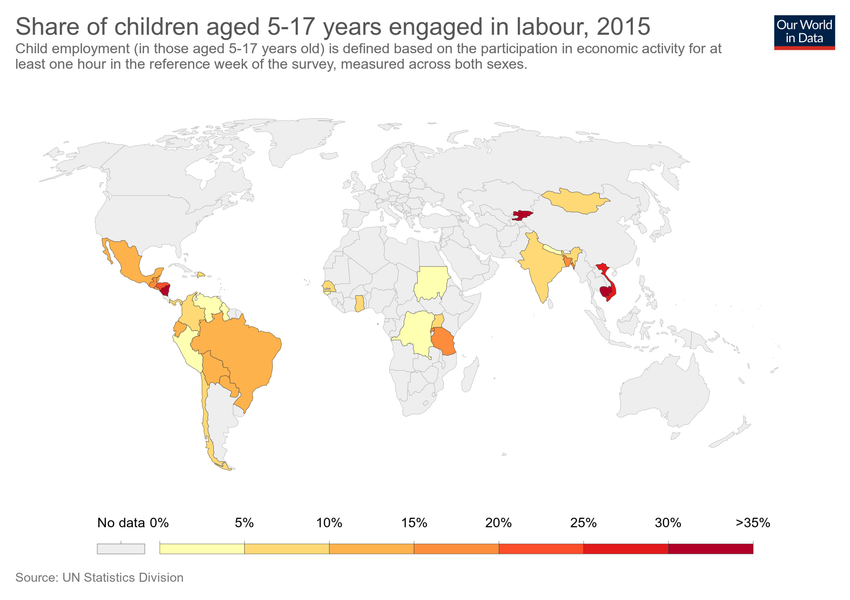 Share of children aged 5-17 years engaged in labour, 2015
Our World
in Data
Child employment (in those aged 5-17 years old) is defined based on the participation in economic activity for at
least one hour in the reference week of the survey, measured across both sexes.
No data 0% 5% 10% 15% 20% 25% 30% >35%
Source: UN Statistics Division